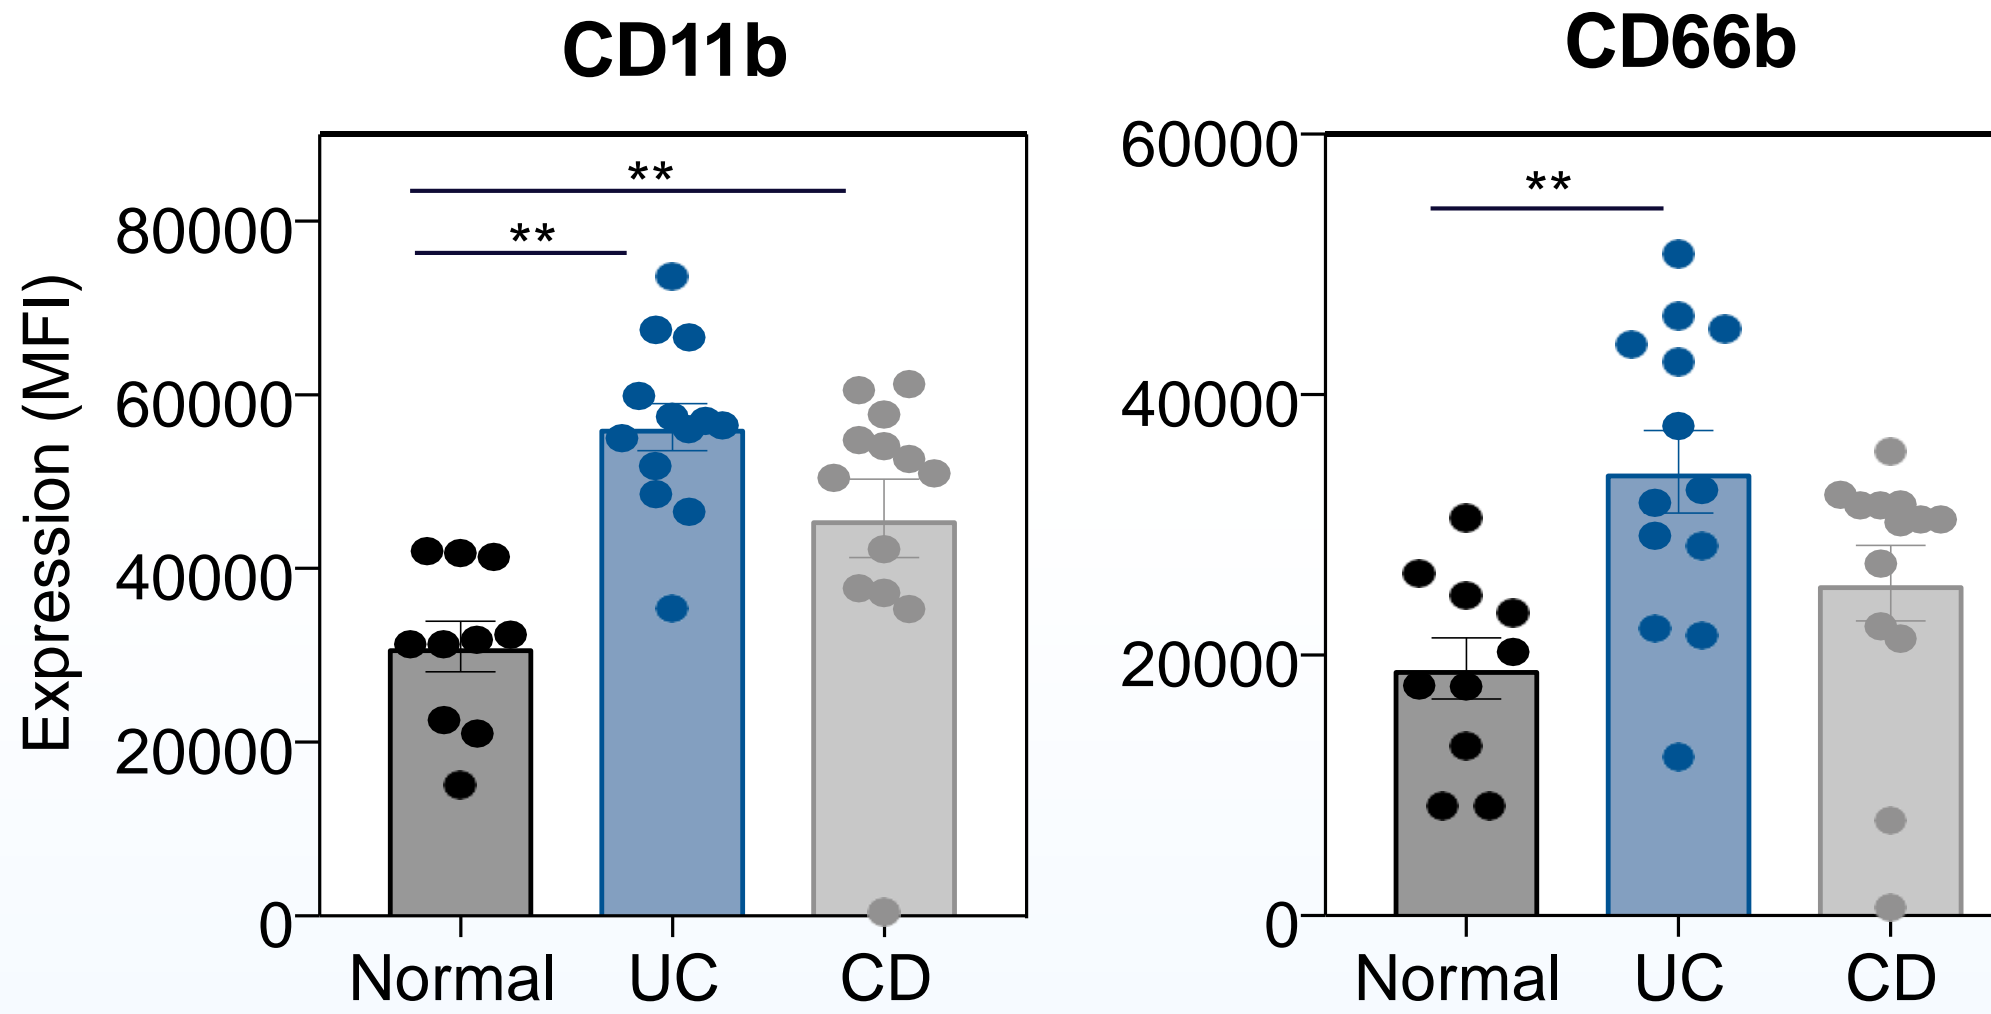 CD11b
Expression (MFI)
80000
60000
40000
20000
0
**
**
Normal UC CD
CD66b
60000
40000
20000
0
**
Normal UC CD